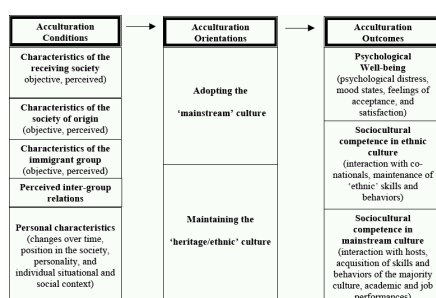 Acculturation
Conditions
Characteristics of the
receiving society
objective, perceived)
Characteristics of the
society of origin
(objective, perceived)
Characteristics of the
immigrant group
(objective, perceived)
Perceived inter-group
relations
Personal characteristics
(changes over time,
position in the society,
personality, and
individual situational and
social context)
Acculturation
Orientations
Adopting the
‘mainstream’ culture
Maintaining the
‘heritage/ethnic’ culture
Acculturation
Outcomes
Psychological
Well-being
(psychological distress,
mood states, feelings of
acceptance, and
satisfaction)
Sociocultural
competence in ethnic
culture
(interaction with co-
nationals, maintenance of
‘ethnic’ skills and
behaviors)
Sociocultural
competence in
mainstream culture
(interaction with hosts,
acquisition of skills and
behaviors of the majority
culture, academic and job
performances)